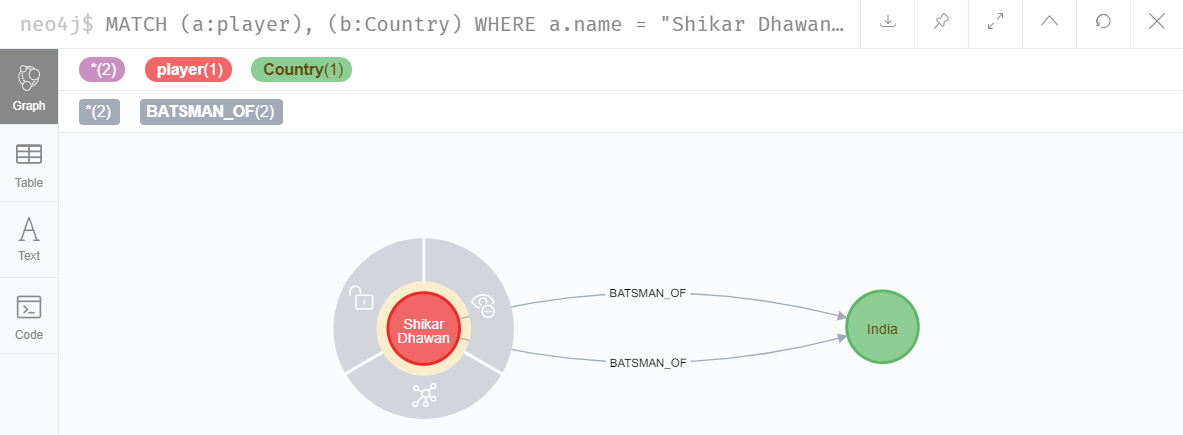 neo4j$ MATCH (a:player), (b:Country) WHERE a.name = "Shikar Dhawan…
*(2) player(1) Country(1)
*(2) BATSMAN_OF(2)
Graph
Table
Text
Code
Shikar
Dhawan
BATSMAN_OF
BATSMAN_OF
India